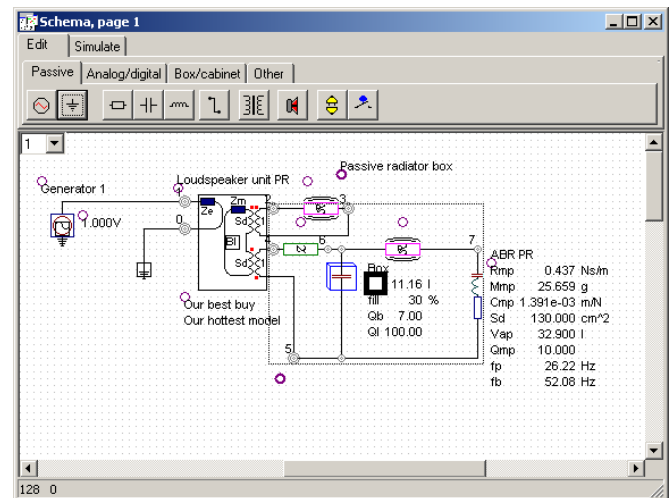 Schema, page 1
Edit Simulate
Passive Analog/digital Box/cabinet Other
1
Passive radiator box
Loudspeaker unit PR
Generator 1
1 2 3
Ze Zm
1.000V
0 Sd 1
Bl
4 6 7
Sd 1
ABR PR
Rmp 0.437 Ns/m
Mmp 25.659 g
Cmp 1.391e-03 m/N
Sd 130.000 cm^2
Vap 32.900 l
Qmp 10.000
fp 26.22 Hz
fb 52.08 Hz
Box
11.16 l
fill 30 %
Qb 7.00
Ql 100.00
Our best buy
Our hottest model
5
128 0